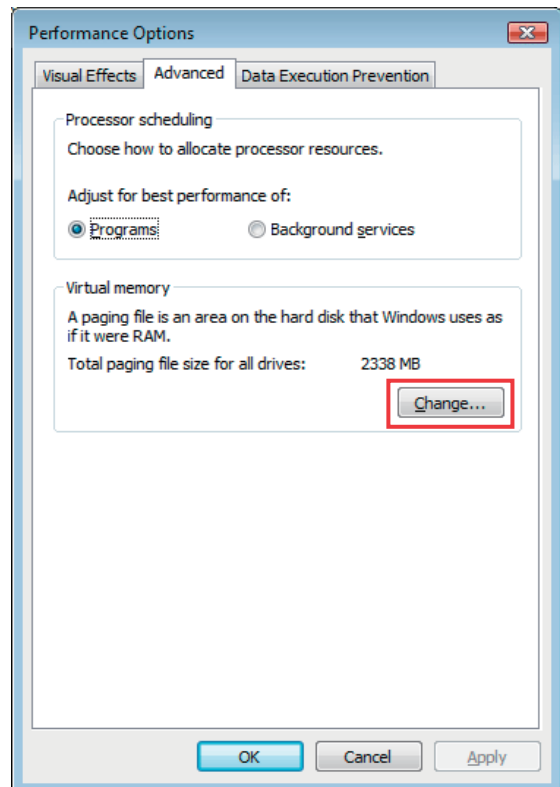 Performance Options
Visual Effects Advanced Data Execution Prevention
Processor scheduling
Choose how to allocate processor resources.
Adjust for best performance of:
Programs Background services
Virtual memory
A paging file is an area on the hard disk that Windows uses as
if it were RAM.
Total paging file size for all drives: 2338 MB
Change...
OK Cancel Apply